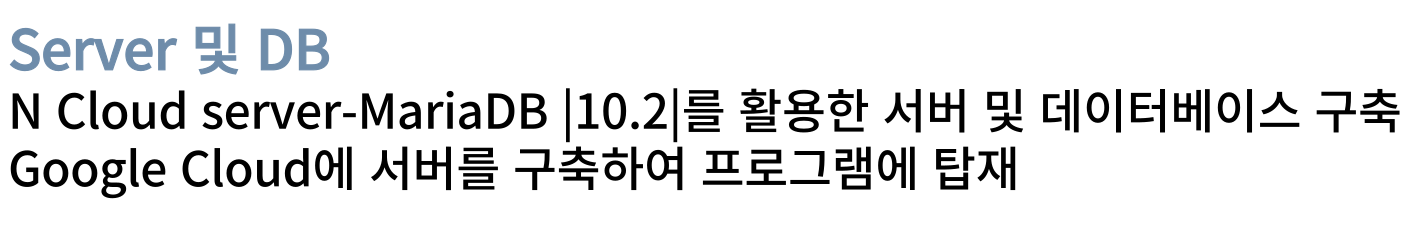 Server 및 DB
N Cloud server-MariaDB |10.2|를 활용한 서버 및 데이터베이스 구축
Google Cloud에 서버를 구축하여 프로그램에 탑재